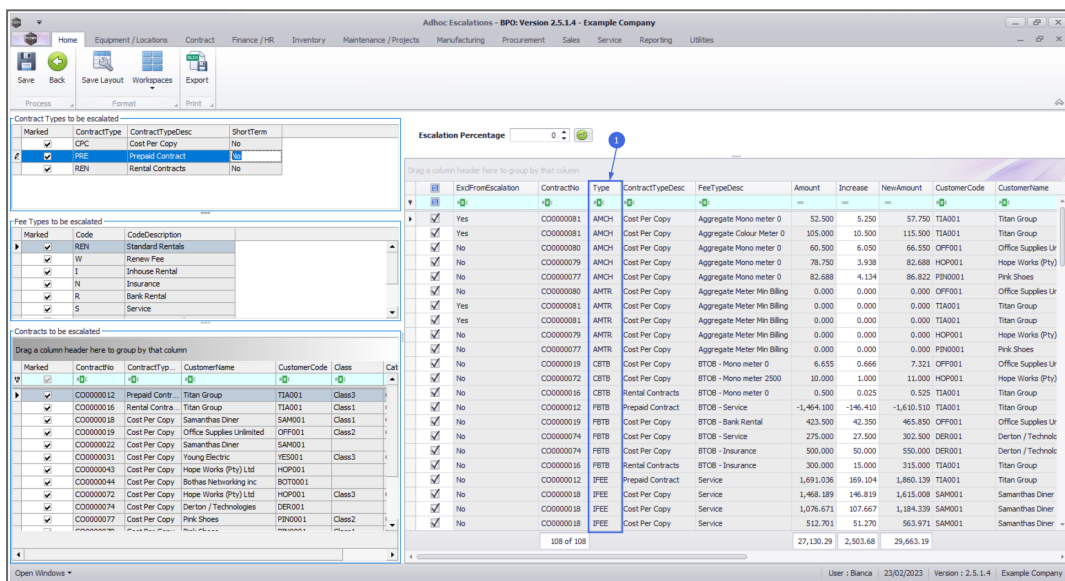 Adhoc Escalations - BPO: Version 2.5.1.4 - Example Company
Home Equipment / Locations Contract Finance / HR Inventory Maintenance / Projects Manufacturing Procurement Sales Service Reporting Utilities
Save Back Save Layout Workspaces Export
Process Format Print
Contract Types to be escalated
Marked ContractType ContractTypeDesc ShortTerm
CPC Cost Per Copy No
PRE Prepaid Contract No
REN Rental Contracts No
Fee Types to be escalated
Marked Code CodeDescription
REN Standard Rentals
W Renew Fee
I Inhouse Rental
N Insurance
R Bank Rental
S Service
Contracts to be escalated
Drag a column header here to group by that column
Marked ContractNo ContractTyp... CustomerName CustomerCode Class Cat
CO0000012 Prepaid Contr... Titan Group TIA001 Class3
CO0000016 Rental Contra... Titan Group TIA001 Class1
CO0000018 Cost Per Copy Samanthas Diner SAM001 Class1
CO0000019 Cost Per Copy Office Supplies Unlimited OFF001 Class2
CO0000022 Cost Per Copy Samanthas Diner SAM001
CO0000031 Cost Per Copy Young Electric YES001 Class3
CO0000043 Cost Per Copy Hope Works (Pty) Ltd HOP001
CO0000044 Cost Per Copy Bothas Networking inc BOT0001
CO0000072 Cost Per Copy Hope Works (Pty) Ltd HOP001 Class3
CO0000074 Cost Per Copy Derton / Technologies DER001
CO0000077 Cost Per Copy Pink Shoes PIN0001 Class2
Escalation Percentage 0
1
Drag a column header here to group by that column
ExclFromEscalation ContractNo Type ContractTypeDesc FeeTypeDesc Amount Increase NewAmount CustomerCode CustomerName
Yes CO0000081 AMCH Cost Per Copy Aggregate Mono meter 0 52.500 5.250 57.750 TIA001 Titan Group
Yes CO0000081 AMCH Cost Per Copy Aggregate Colour Meter 0 105.000 10.500 115.500 TIA001 Titan Group
No CO0000080 AMCH Cost Per Copy Aggregate Mono meter 0 60.500 6.050 66.550 OFF001 Office Supplies Un
No CO0000079 AMCH Cost Per Copy Aggregate Mono meter 0 78.750 3.938 82.688 HOP001 Hope Works (Pty)
No CO0000077 AMCH Cost Per Copy Aggregate Mono meter 0 82.688 4.134 86.822 PIN0001 Pink Shoes
No CO0000080 AMTR Cost Per Copy Aggregate Meter Min Billing 0.000 0.000 0.000 OFF001 Office Supplies Un
Yes CO0000081 AMTR Cost Per Copy Aggregate Meter Min Billing 0.000 0.000 0.000 TIA001 Titan Group
Yes CO0000081 AMTR Cost Per Copy Aggregate Meter Min Billing 0.000 0.000 0.000 TIA001 Titan Group
No CO0000079 AMTR Cost Per Copy Aggregate Meter Min Billing 0.000 0.000 0.000 HOP001 Hope Works (Pty)
No CO0000077 AMTR Cost Per Copy Aggregate Meter Min Billing 0.000 0.000 0.000 PIN0001 Pink Shoes
No CO0000019 CBTB Cost Per Copy BTOB - Mono meter 0 6.655 0.666 7.321 OFF001 Office Supplies Un
No CO0000072 CBTB Cost Per Copy BTOB - Mono meter 2500 10.000 1.000 11.000 HOP001 Hope Works (Pty)
No CO0000016 CBTB Rental Contracts BTOB - Mono meter 0 0.500 0.025 0.525 TIA001 Titan Group
No CO0000012 FBTB Prepaid Contract BTOB - Service -1,464.100 -146.410 -1,610.510 TIA001 Titan Group
No CO0000019 FBTB Cost Per Copy BTOB - Bank Rental 423.500 42.350 465.850 OFF001 Office Supplies Un
No CO0000074 FBTB Cost Per Copy BTOB - Service 275.000 27.500 302.500 DER001 Derton / Technolo
No CO0000074 FBTB Cost Per Copy BTOB - Insurance 500.000 50.000 550.000 DER001 Derton / Technolo
No CO0000016 FBTB Rental Contracts BTOB - Insurance 300.000 15.000 315.000 TIA001 Titan Group
No CO0000012 IFEE Prepaid Contract Service 1,691.036 169.104 1,860.139 TIA001 Titan Group
No CO0000018 IFEE Cost Per Copy Service 1,468.189 146.819 1,615.008 SAM001 Samanthas Diner
No CO0000018 IFEE Cost Per Copy Service 1,076.671 107.667 1,184.339 SAM001 Samanthas Diner
No CO0000018 IFEE Cost Per Copy Service 512.701 51.270 563.971 SAM001 Samanthas Diner
108 of 108 27,130.29 2,503.68 29,663.19
Open Windows User : Bianca 23/02/2023 Version : 2.5.1.4 Example Company